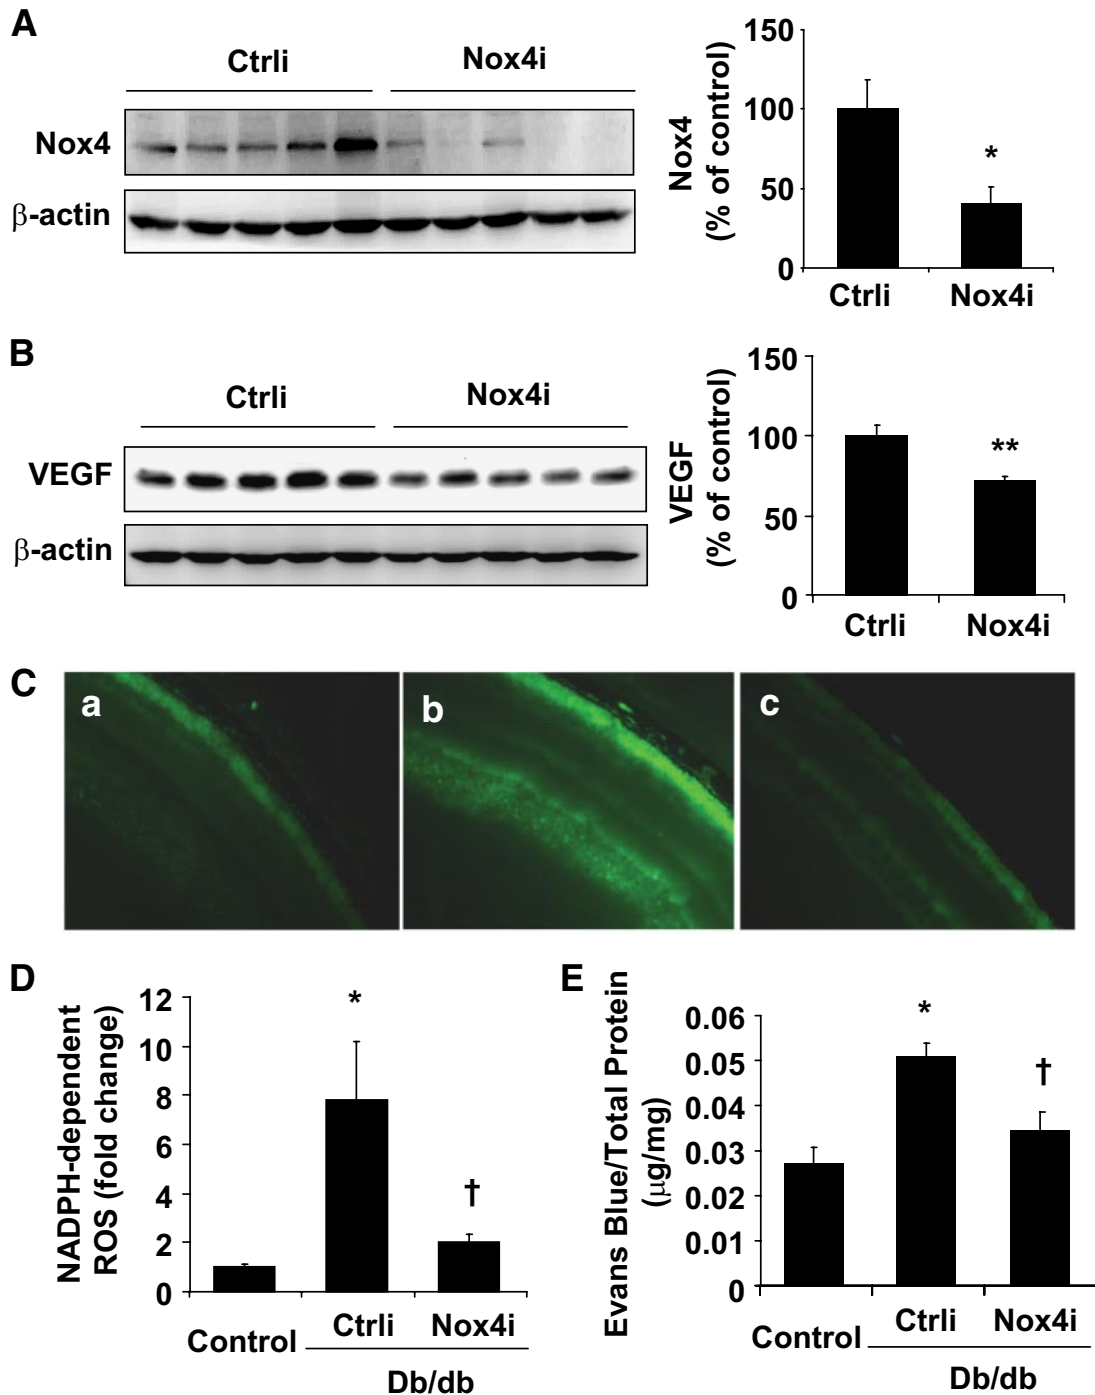 A
Ctrli
Nox4i
Nox4
β-actin
Nox4
(% of control)
150
100
50
0
*
Ctrli
Nox4i
B
Ctrli
Nox4i
VEGF
β-actin
VEGF
(% of control)
150
100
50
0
**
Ctrli
Nox4i
C
a
b
c
D
NADPH-dependent
ROS (fold change)
12
10
8
6
4
2
0
*
†
Control
Ctrli
Nox4i
Db/db
E
Evans Blue/Total Protein
(μg/mg)
0.06
0.05
0.04
0.03
0.02
0.01
0
*
†
Control
Ctrli
Nox4i
Db/db